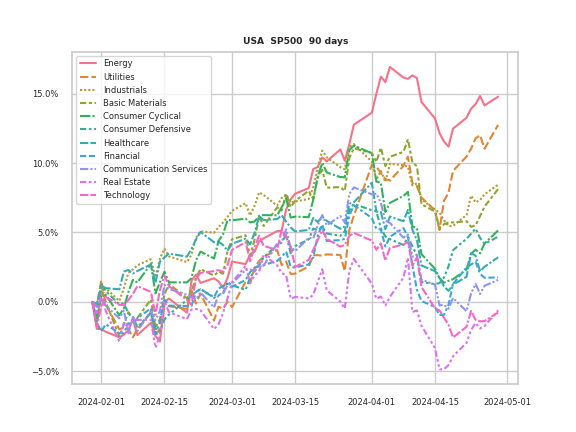 USA  SP500  90 days
Energy
Utilities
Industrials
Basic Materials
Consumer Cyclical
Consumer Defensive
Healthcare
Financial
Communication Services
Real Estate
Technology
15.0%
10.0%
5.0%
0.0%
−5.0%
2024-02-01 2024-02-15 2024-03-01 2024-03-15 2024-04-01 2024-04-15 2024-05-01